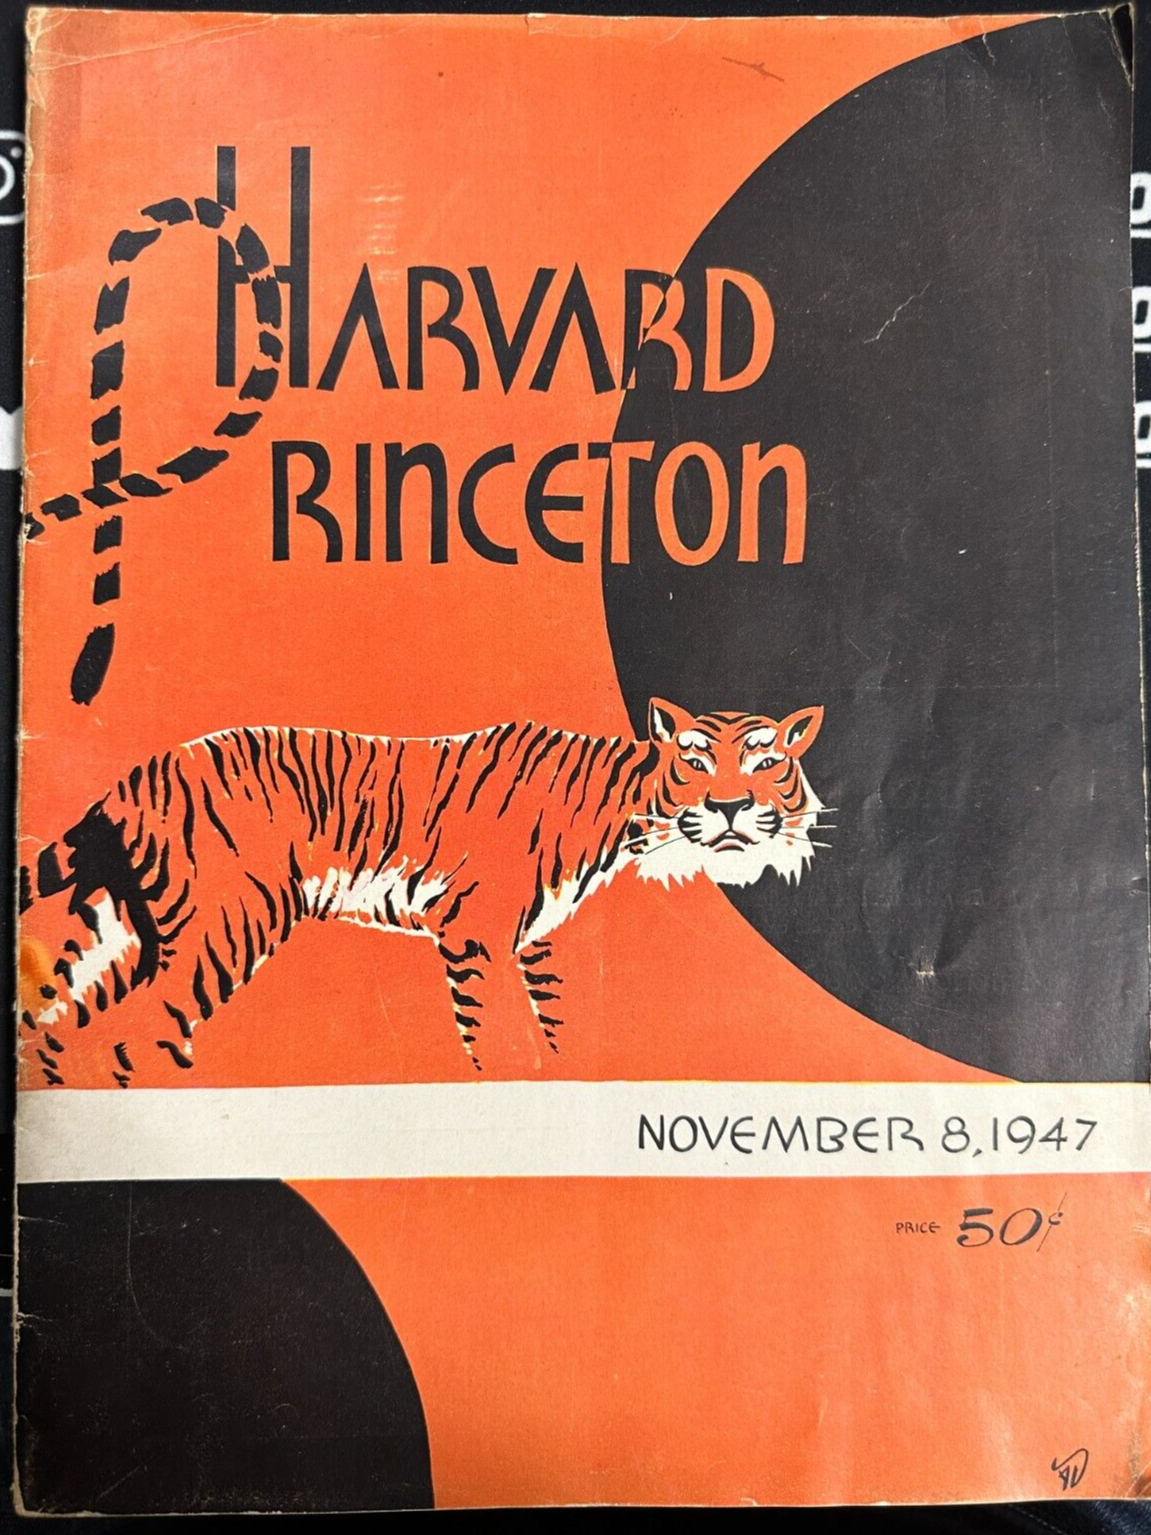 HARVARD
PRINCETON
NOVEMBER 8, 1947
PRICE 50¢